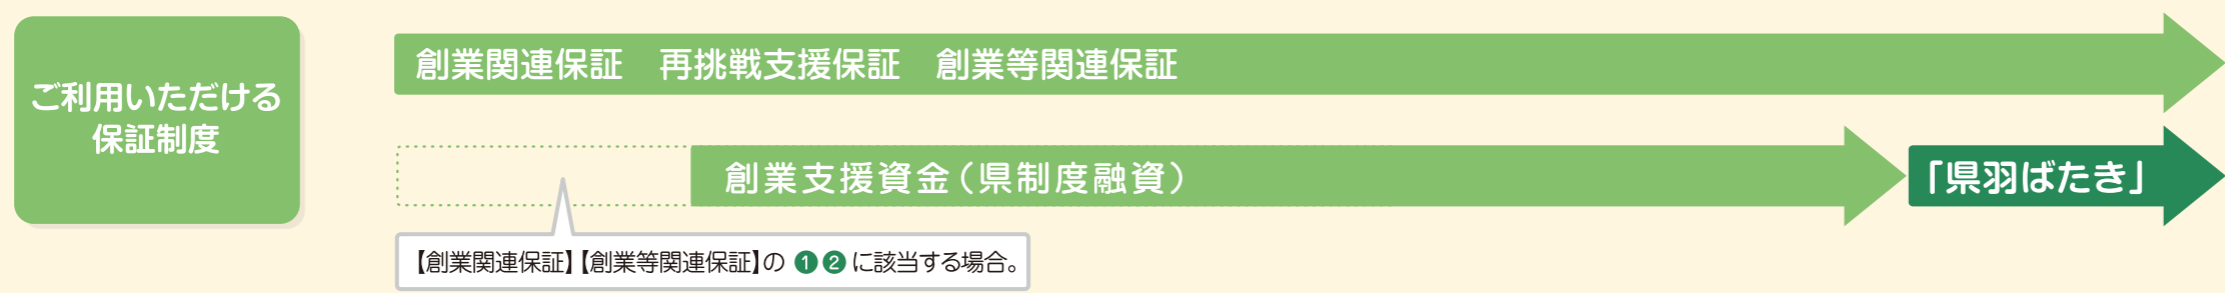 ご利用いただける
保証制度
創業関連保証　再挑戦支援保証　創業等関連保証
創業支援資金（県制度融資）
「県羽ばたき」
【創業関連保証】【創業等関連保証】の ❶❷ に該当する場合。